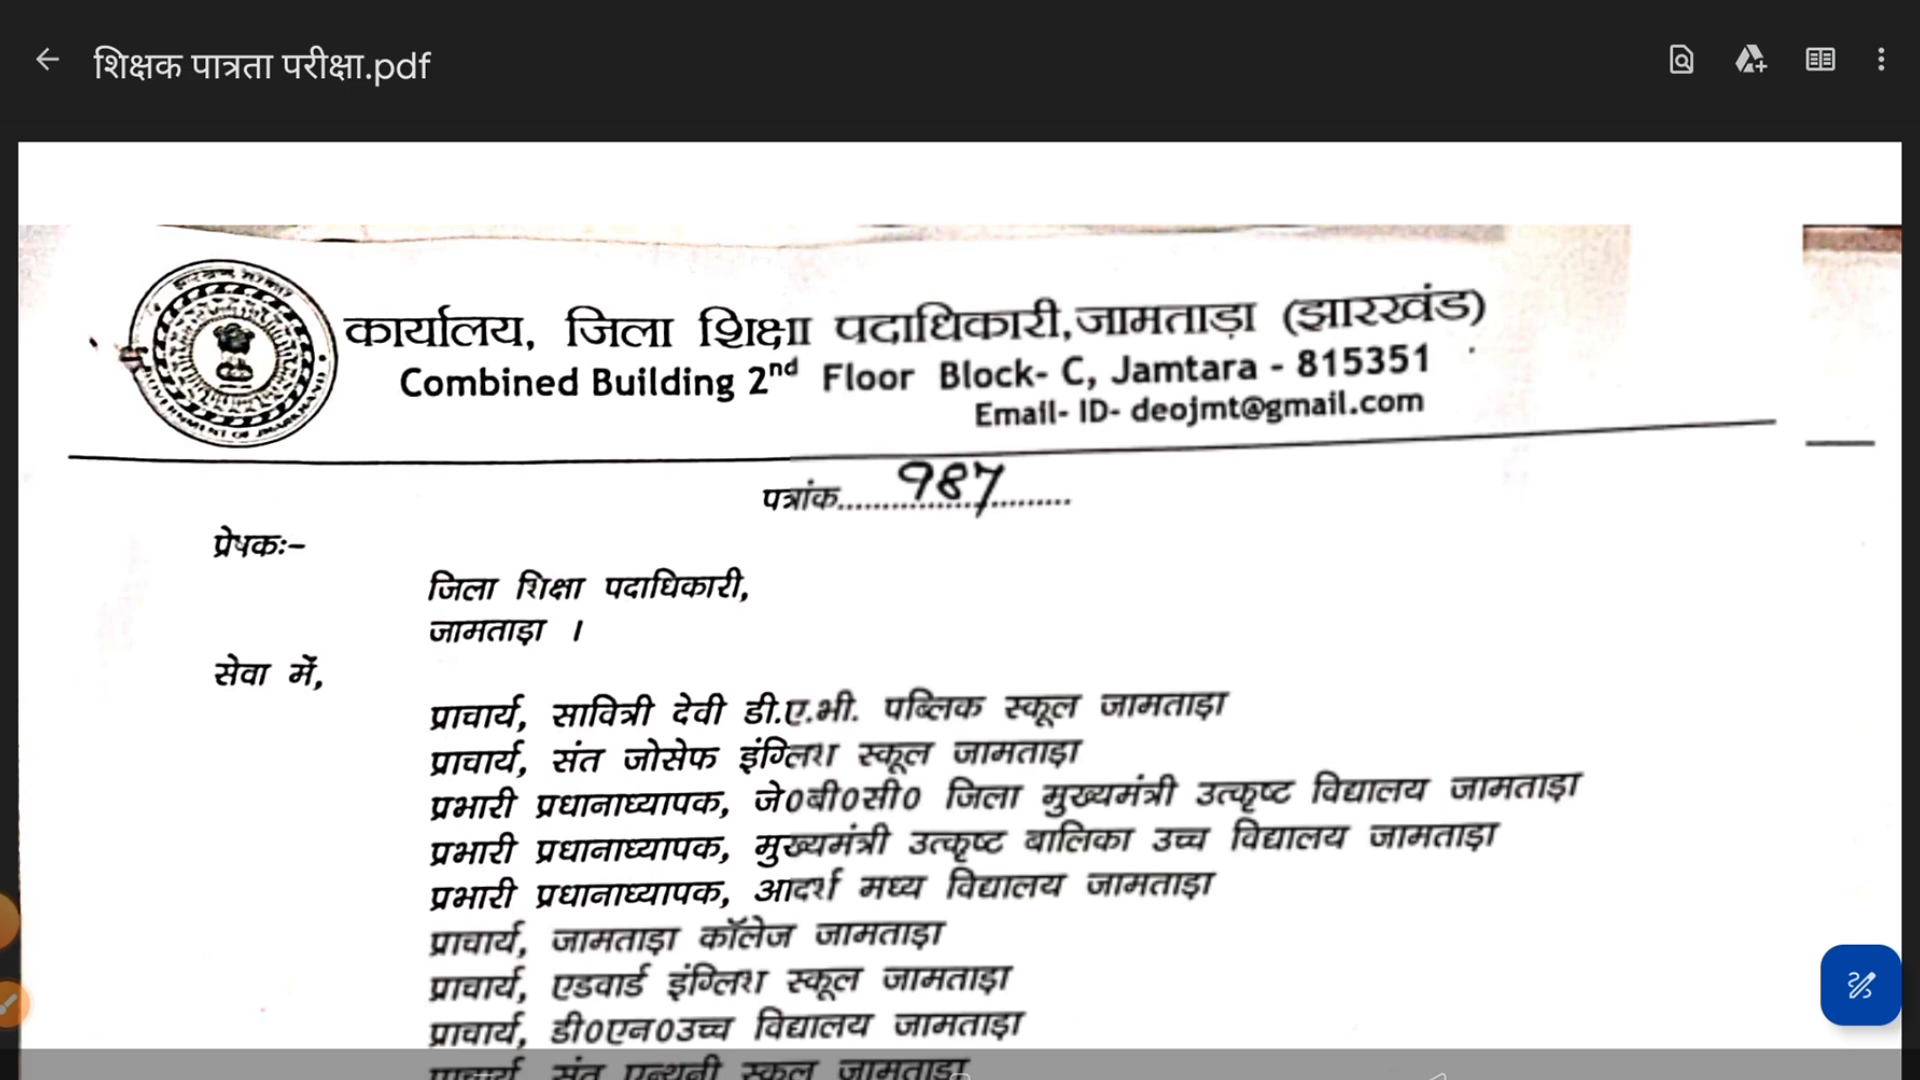 शिक्षक पात्रता परीक्षा.pdf
कार्यालय, जिला शिक्षा पदाधिकारी,जामताड़ा (झारखंड)
Combined Building 2nd Floor Block- C, Jamtara - 815351
Email- ID- deojmt@gmail.com
पत्रांक..........987..........
प्रेषकः–
जिला शिक्षा पदाधिकारी,
जामताड़ा ।
सेवा में,
प्राचार्य, सावित्री देवी डी.ए.भी. पब्लिक स्कूल जामताड़ा
प्राचार्य, संत जोसेफ इंग्लिश स्कूल जामताड़ा
प्रभारी प्रधानाध्यापक, जे0बी0सी0 जिला मुख्यमंत्री उत्कृष्ट विद्यालय जामताड़ा
प्रभारी प्रधानाध्यापक, मुख्यमंत्री उत्कृष्ट बालिका उच्च विद्यालय जामताड़ा
प्रभारी प्रधानाध्यापक, आदर्श मध्य विद्यालय जामताड़ा
प्राचार्य, जामताड़ा कॉलेज जामताड़ा
प्राचार्य, एडवार्ड इंग्लिश स्कूल जामताड़ा
प्राचार्य, डी0एन0उच्च विद्यालय जामताड़ा
प्राचार्य, संत एन्थनी स्कूल जामताड़ा